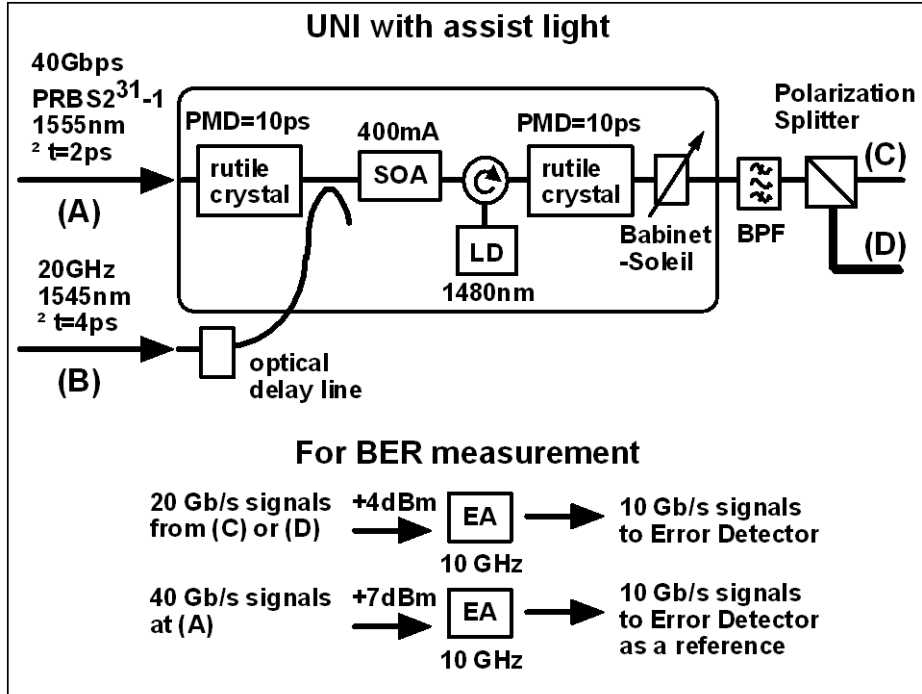 UNI with assist light
40Gbps
PRBS2^31-1
1555nm
² t=2ps
(A)
PMD=10ps
rutile
crystal
400mA
SOA
LD
1480nm
PMD=10ps
rutile
crystal
Babinet
-Soleil
BPF
Polarization
Splitter
(C)
(D)
20GHz
1545nm
² t=4ps
(B)
optical
delay line
For BER measurement
20 Gb/s signals
from (C) or (D)
+4dBm
EA
10 GHz
10 Gb/s signals
to Error Detector
40 Gb/s signals
at (A)
+7dBm
EA
10 GHz
10 Gb/s signals
to Error Detector
as a reference